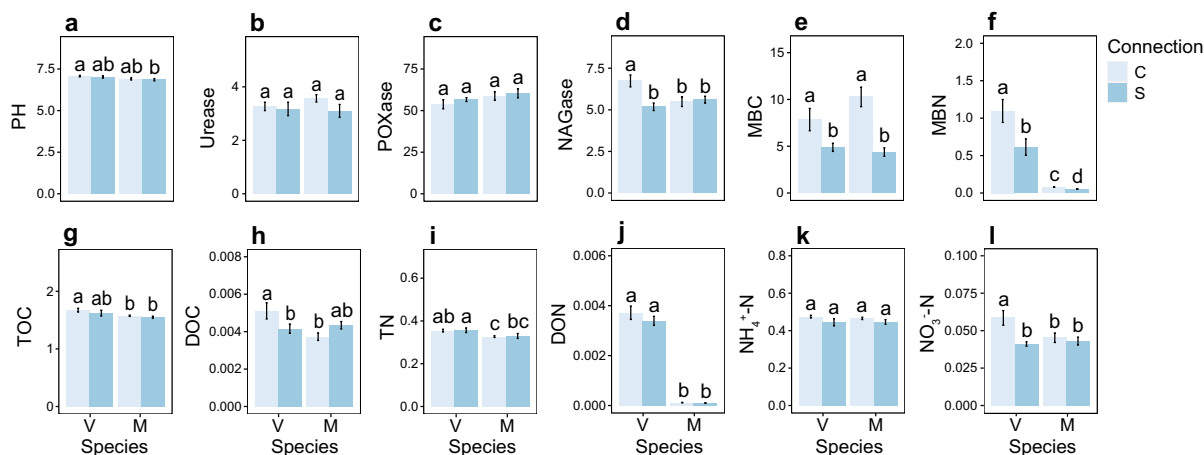 a
b
c
d
e
f
Connection
C
S
PH
7.5
5.0
2.5
0.0
a ab ab b
Urease
4
2
0
a a a a
POXase
75
50
25
0
a a a a
NAGase
7.5
5.0
2.5
0.0
a b b b
MBC
15
10
5
0
a b a b
MBN
2.0
1.5
1.0
0.5
0.0
a b c d
g
h
i
j
k
l
TOC
2
1
0
a ab b b
V M
Species
DOC
0.008
0.006
0.004
0.002
0.000
a b b ab
V M
Species
TN
0.6
0.4
0.2
0.0
ab a c bc
V M
Species
DON
0.006
0.004
0.002
0.000
a a b b
V M
Species
NH₄⁺-N
0.8
0.6
0.4
0.2
0.0
a a a a
V M
Species
NO₃⁻-N
0.100
0.075
0.050
0.025
0.000
a b b b
V M
Species